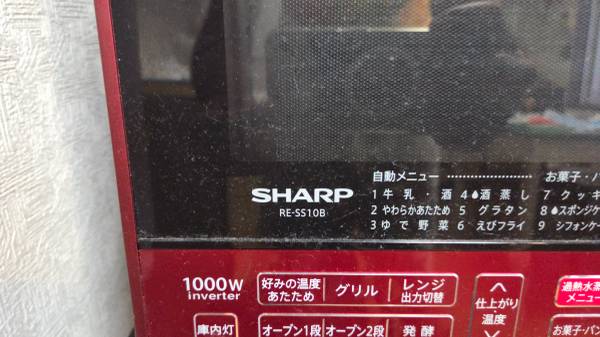 自動メニュー ・・・・・・・・・・・・・・・・・・ お菓子・パ
SHARP
RE-SS10B
1 牛乳・酒 4 酒蒸し 7 クッキ
2 やわらかあたため 5 グラタン 8 スポンジケ
3 ゆで野菜 6 えびフライ 9 シフォンケー
1000W
inverter
好みの温度
あたため
グリル
レンジ
出力切替
仕上がり
・温度
過熱水蒸
メニュー
庫内灯
オーブン1段
オーブン2段
発酵
お菓子・パン